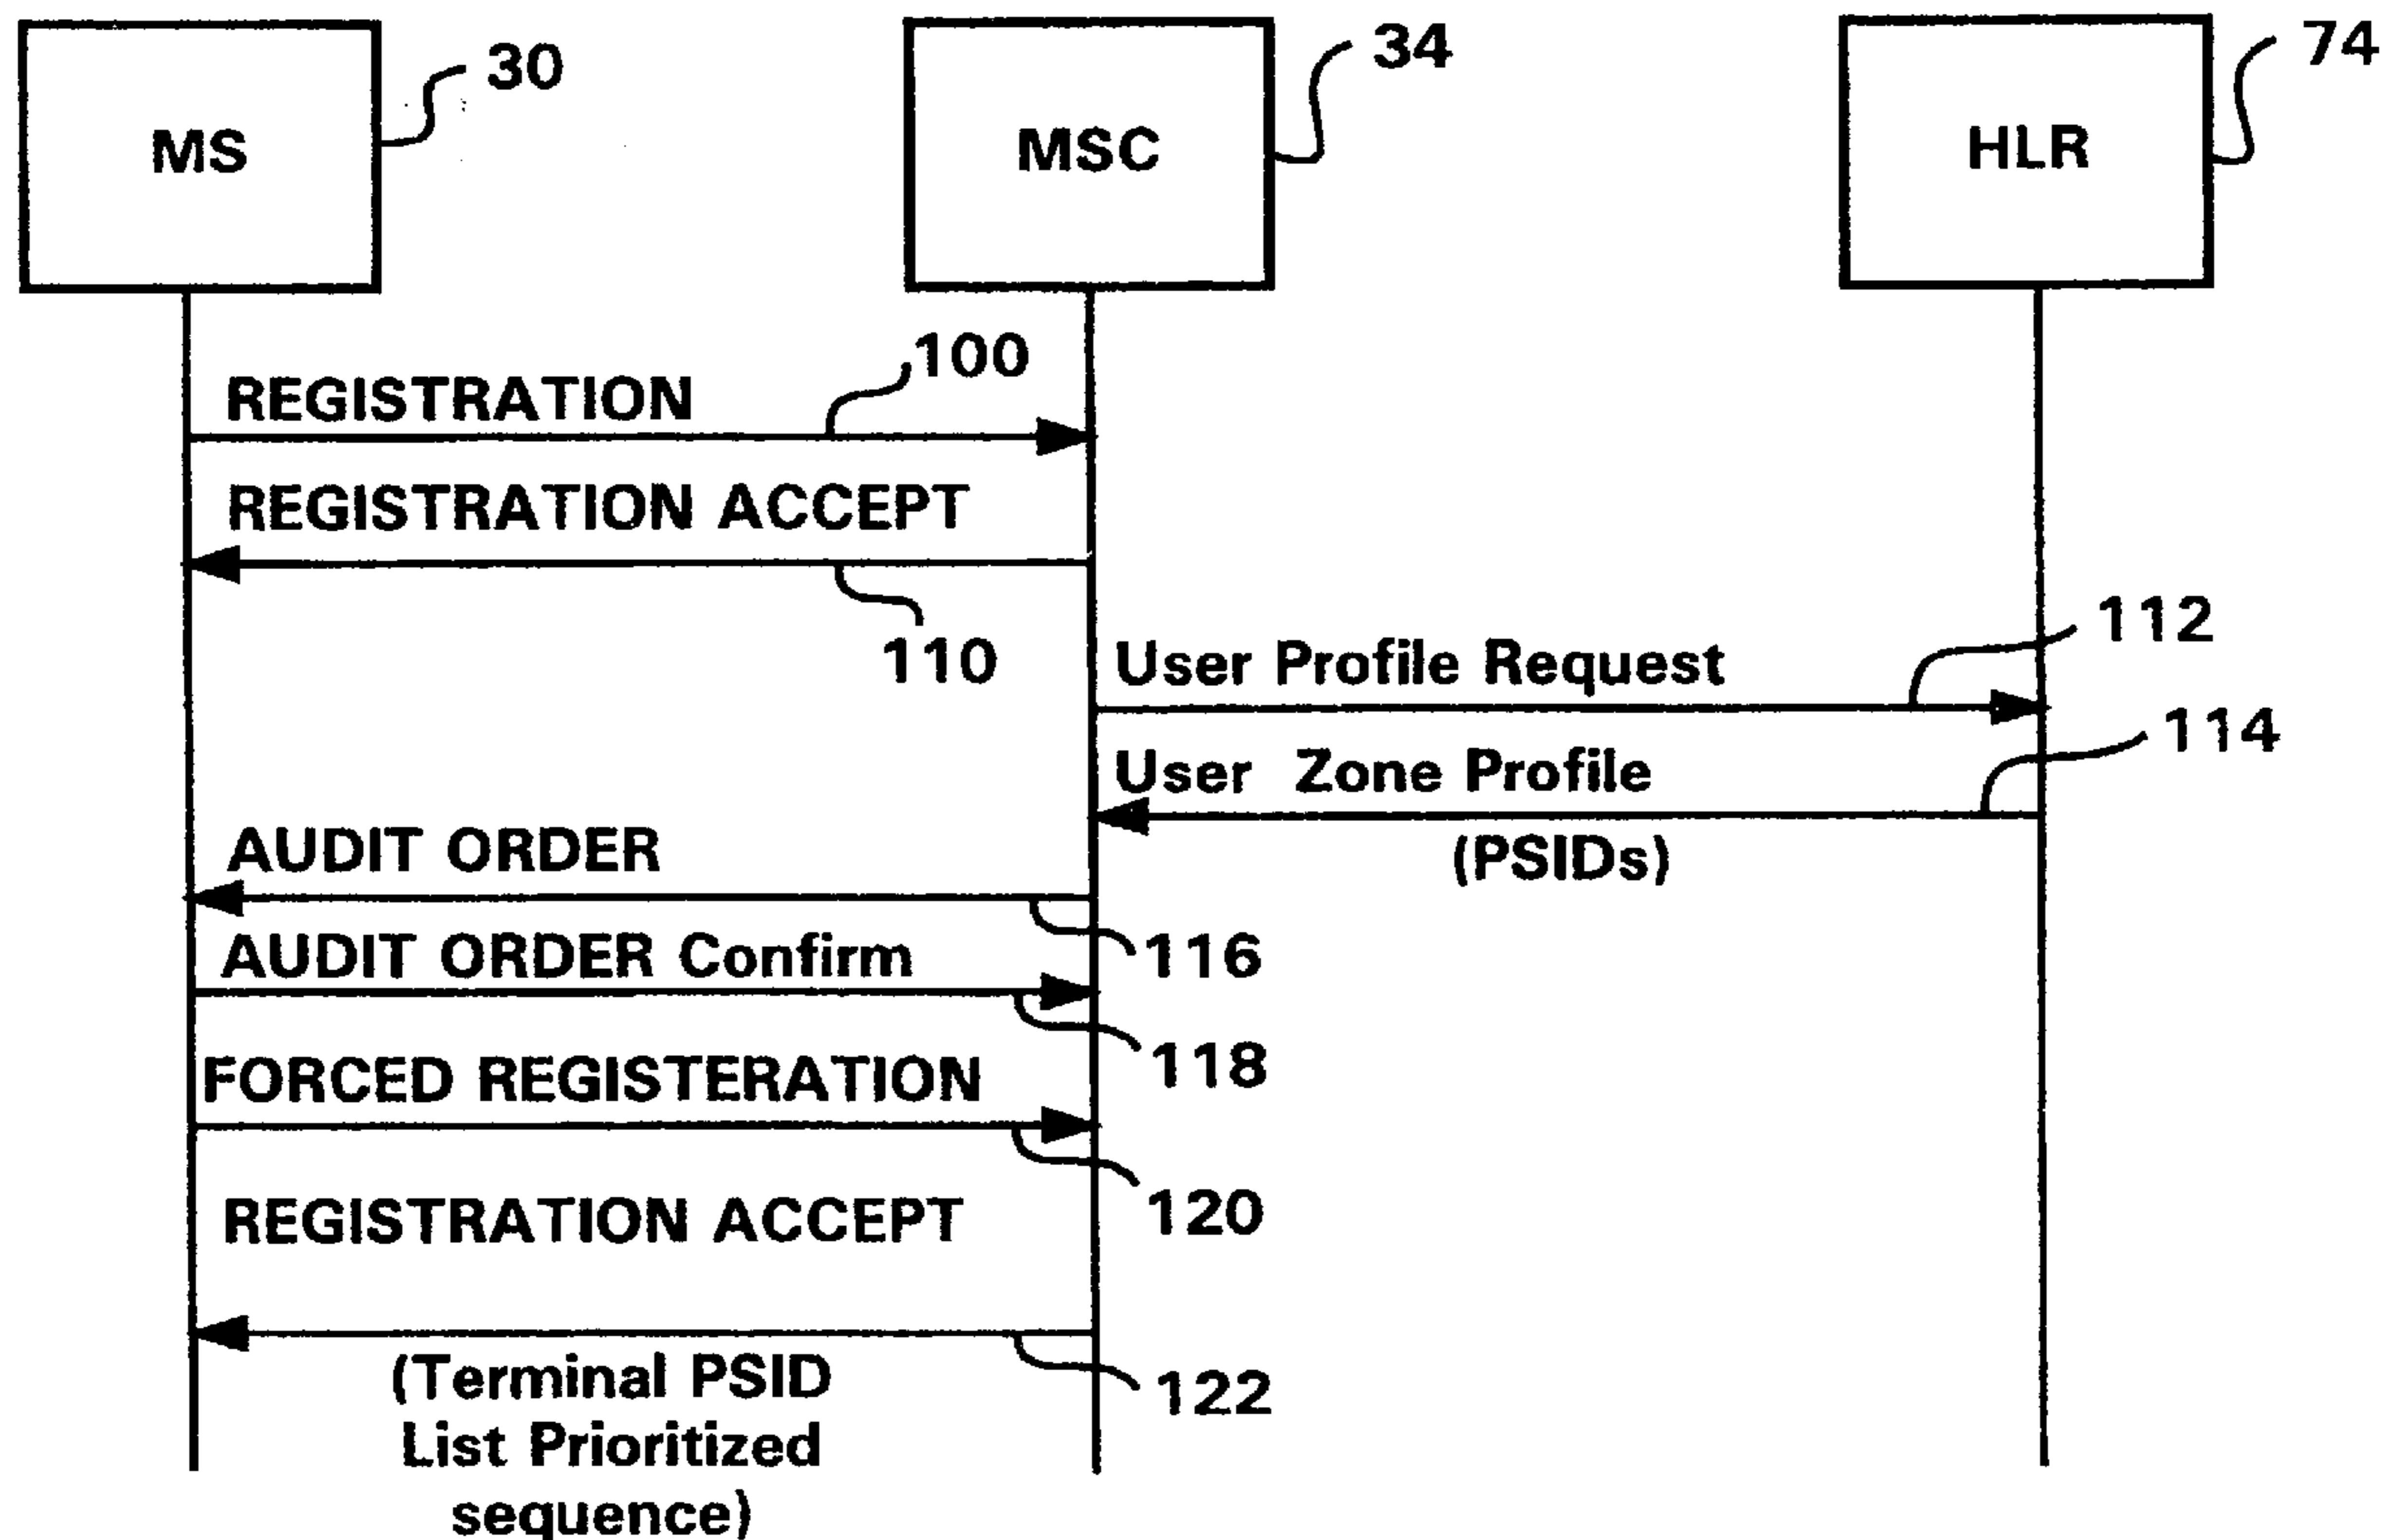 30
34
74
MS
MSC
HLR
100
REGISTRATION
REGISTRATION ACCEPT
110
112
User Profile Request
114
User Zone Profile
(PSIDs)
AUDIT ORDER
116
AUDIT ORDER Confirm
118
FORCED REGISTERATION
120
REGISTRATION ACCEPT
122
(Terminal PSID
List Prioritized
sequence)